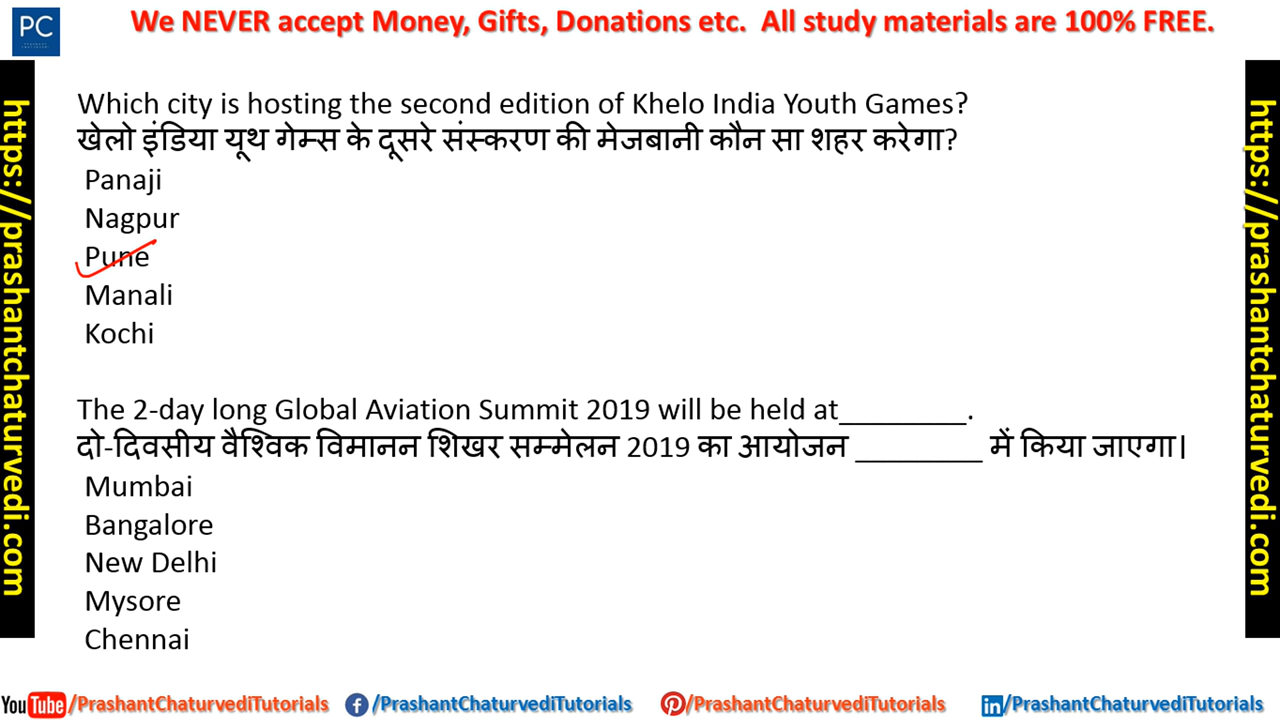 PC
We NEVER accept Money, Gifts, Donations etc. All study materials are 100% FREE.
https://prashantchaturvedi.com
Which city is hosting the second edition of Khelo India Youth Games?
खेलो इंडिया यूथ गेम्स के दूसरे संस्करण की मेजबानी कौन सा शहर करेगा?
Panaji
Nagpur
Pune
Manali
Kochi
The 2-day long Global Aviation Summit 2019 will be held at________.
दो-दिवसीय वैश्विक विमानन शिखर सम्मेलन 2019 का आयोजन ________ में किया जाएगा।
Mumbai
Bangalore
New Delhi
Mysore
Chennai
https://prashantchaturvedi.com
YouTube/PrashantChaturvediTutorials f/PrashantChaturvediTutorials /PrashantChaturvediTutorials in/PrashantChaturvediTutorials